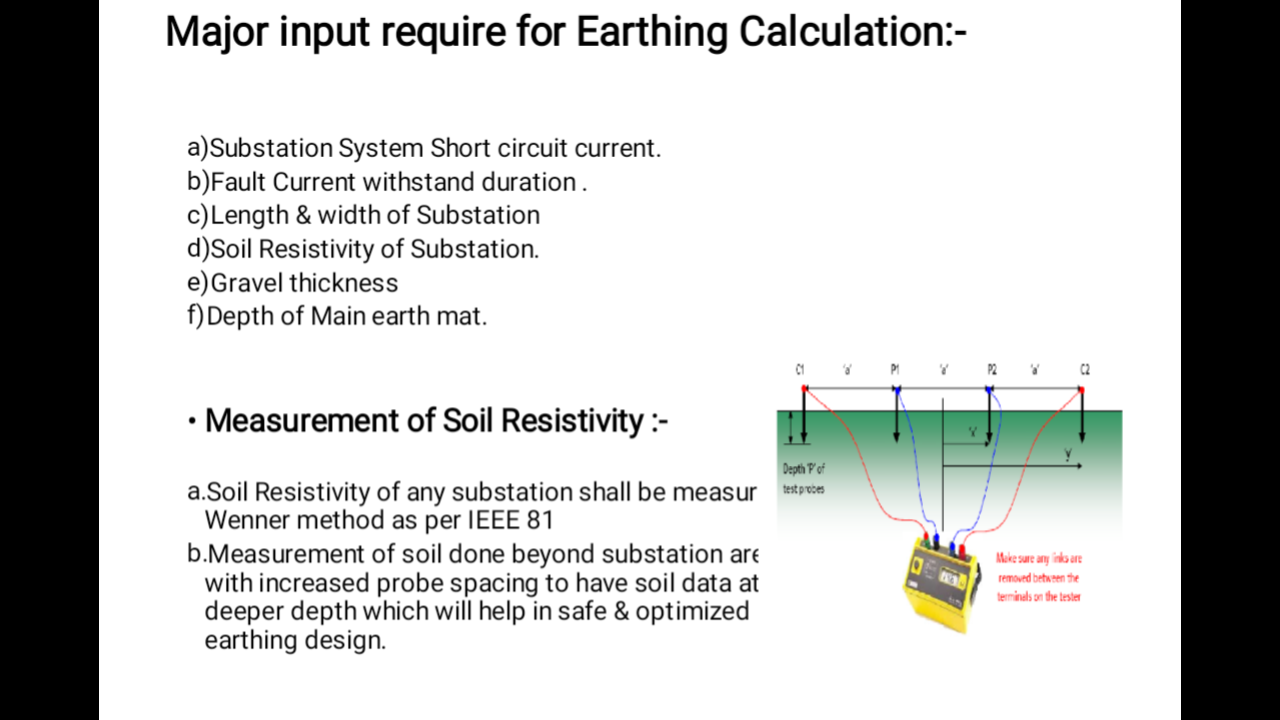 Major input require for Earthing Calculation:-
a)Substation System Short circuit current.
b)Fault Current withstand duration .
c)Length & width of Substation
d)Soil Resistivity of Substation.
e)Gravel thickness
f)Depth of Main earth mat.
• Measurement of Soil Resistivity :-
a.Soil Resistivity of any substation shall be measur
Wenner method as per IEEE 81
b.Measurement of soil done beyond substation are
with increased probe spacing to have soil data at
deeper depth which will help in safe & optimized
earthing design.
C1 'a' P1 'a' P2 'a' C2
'x'
y'
Depth 'P' of
test probes
Make sure any links are
removed between the
terminals on the tester